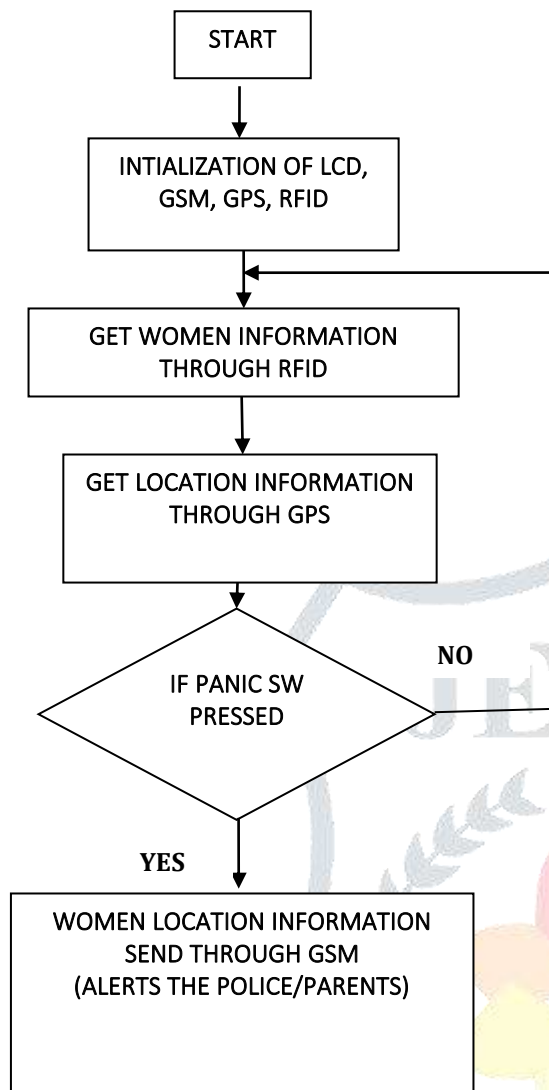 START
INTIALIZATION OF LCD,
GSM, GPS, RFID
GET WOMEN INFORMATION
THROUGH RFID
GET LOCATION INFORMATION
THROUGH GPS
IF PANIC SW
PRESSED
NO
YES
WOMEN LOCATION INFORMATION
SEND THROUGH GSM
(ALERTS THE POLICE/PARENTS)